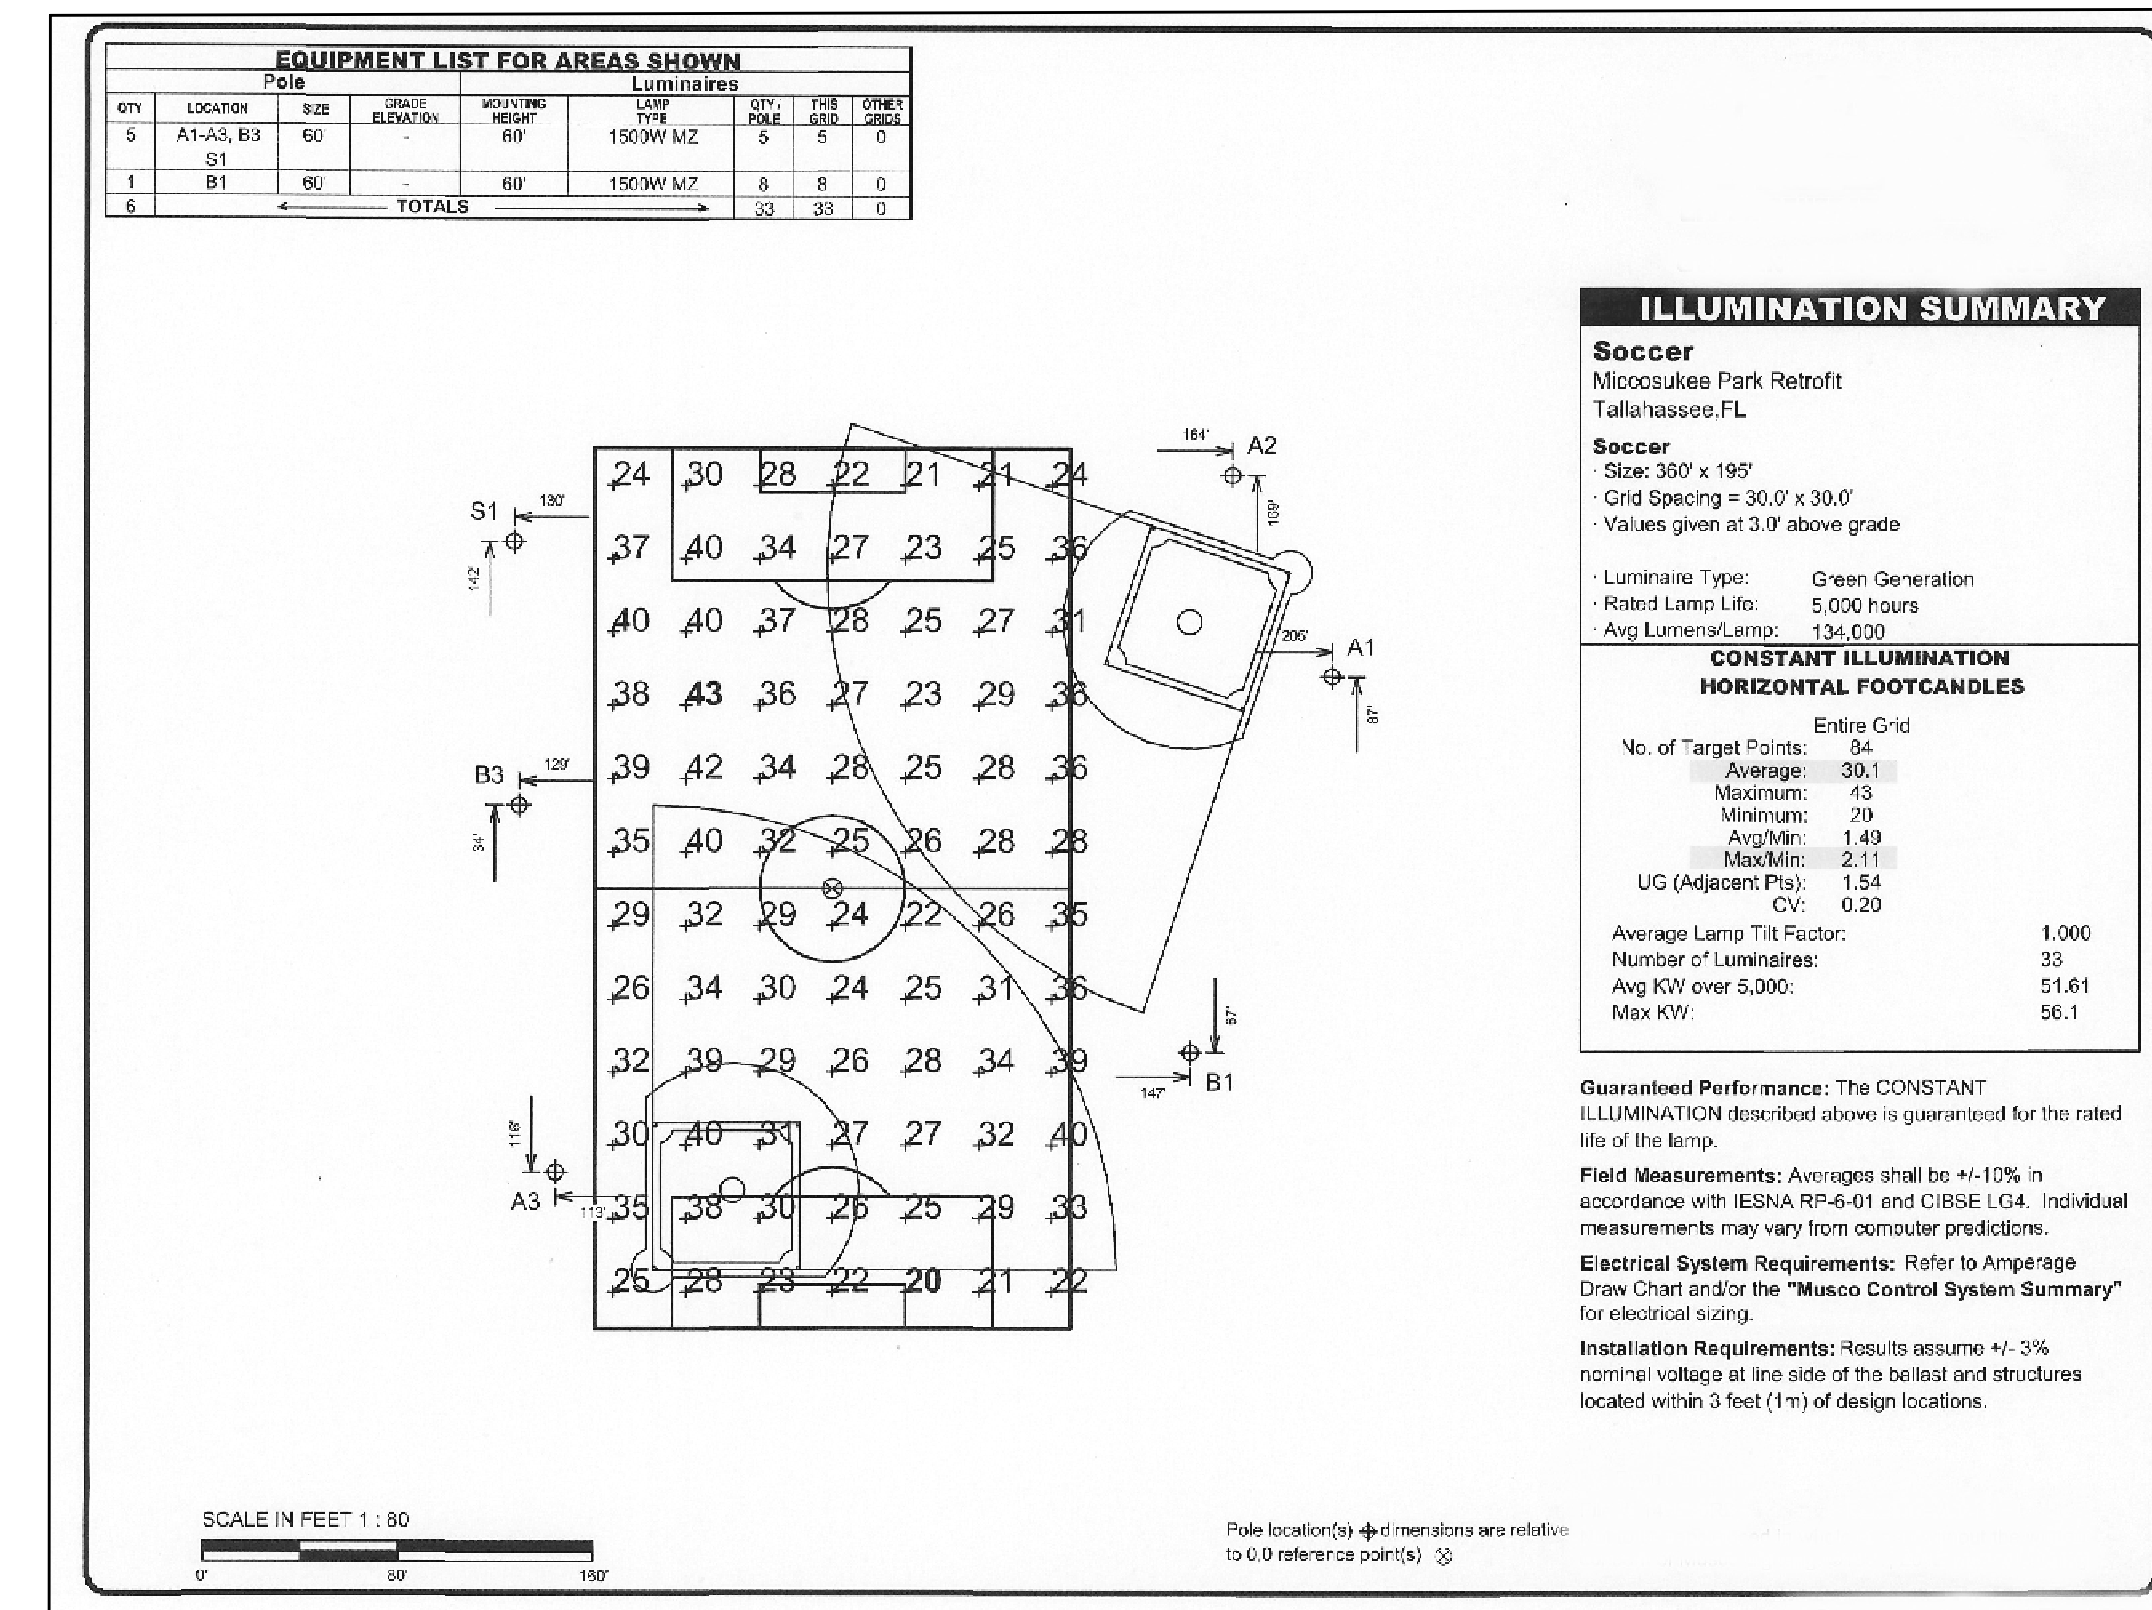 EQUIPMENT LIST FOR AREAS SHOWN
Pole Luminaires
QTY LOCATION SIZE GRADE ELEVATION MOUNTING HEIGHT LAMP TYPE QTY / POLE THIS GRID OTHER GRIDS
5 A1-A3, B3 60' - 60' 1500W MZ 5 5 0
S1
1 B1 60' - 60' 1500W MZ 8 8 0
6 TOTALS 33 33 0
ILLUMINATION SUMMARY
Soccer
Miccosukee Park Retrofit
Tallahassee,FL
Soccer
· Size: 360' x 195'
· Grid Spacing = 30.0' x 30.0'
· Values given at 3.0' above grade
· Luminaire Type: Green Generation
· Rated Lamp Life: 5,000 hours
· Avg Lumens/Lamp: 134,000
CONSTANT ILLUMINATION
HORIZONTAL FOOTCANDLES
Entire Grid
No. of Target Points: 84
Average: 30.1
Maximum: 43
Minimum: 20
Avg/Min: 1.49
Max/Min: 2.11
UG (Adjacent Pts): 1.54
CV: 0.20
Average Lamp Tilt Factor: 1.000
Number of Luminaires: 33
Avg KW over 5,000: 51.61
Max KW: 56.1
Guaranteed Performance: The CONSTANT
ILLUMINATION described above is guaranteed for the rated
life of the lamp.
Field Measurements: Averages shall be +/-10% in
accordance with IESNA RP-6-01 and CIBSE LG4. Individual
measurements may vary from computer predictions.
Electrical System Requirements: Refer to Amperage
Draw Chart and/or the "Musco Control System Summary"
for electrical sizing.
Installation Requirements: Results assume +/- 3%
nominal voltage at line side of the ballast and structures
located within 3 feet (1m) of design locations.
164' A2
169'
S1 130'
142'
205' A1
87'
B3 129'
34'
67'
147' B1
116'
A3 113'
24 30 28 22 21 21 24
37 40 34 27 23 25 36
40 40 37 28 25 27 31
38 43 36 27 23 29 36
39 42 34 28 25 28 36
35 40 32 25 26 28 28
29 32 29 24 22 26 35
26 34 30 24 25 31 36
32 39 29 26 28 34 39
30 40 31 27 27 32 40
35 38 30 26 25 29 33
25 28 23 22 20 21 22
SCALE IN FEET 1 : 80
0' 80' 160'
Pole location(s) dimensions are relative
to 0,0 reference point(s)